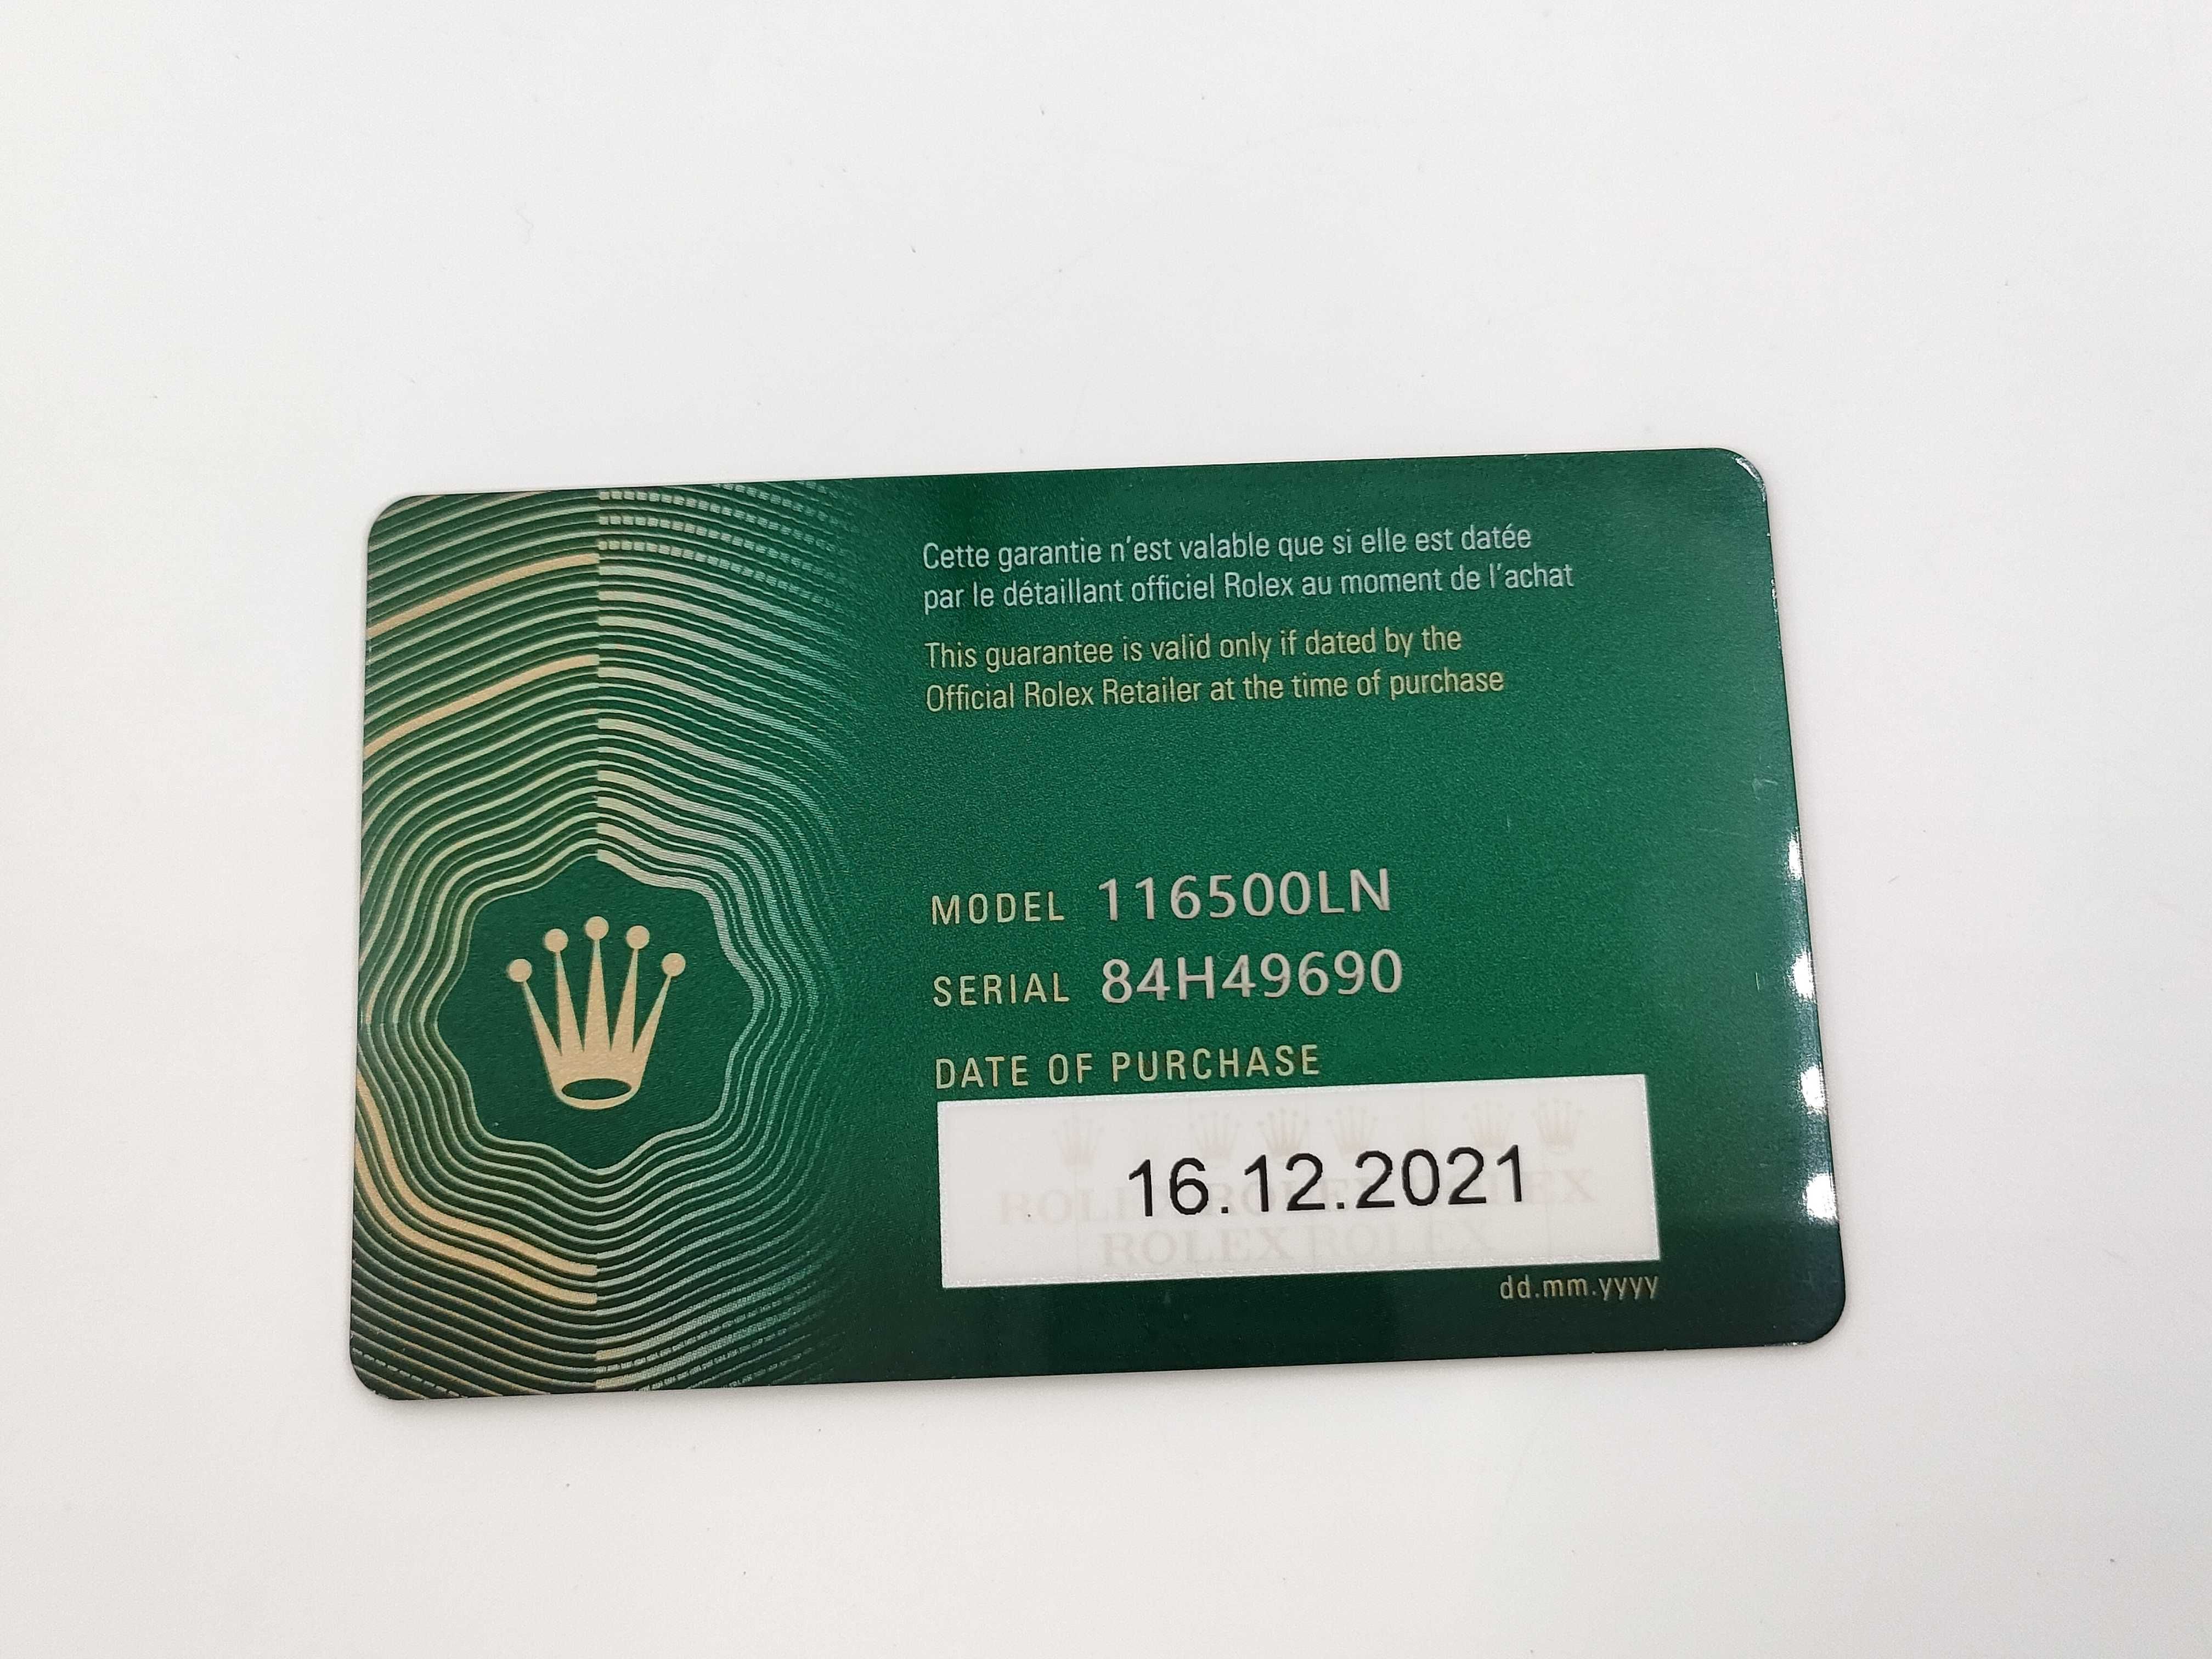 Cette garantie n'est valable que si elle est datée
par le détaillant officiel Rolex au moment de l'achat
This guarantee is valid only if dated by the
Official Rolex Retailer at the time of purchase
MODEL 116500LN
SERIAL 84H49690
DATE OF PURCHASE
16.12.2021
ROLEX ROLEX
dd.mm.yyyy